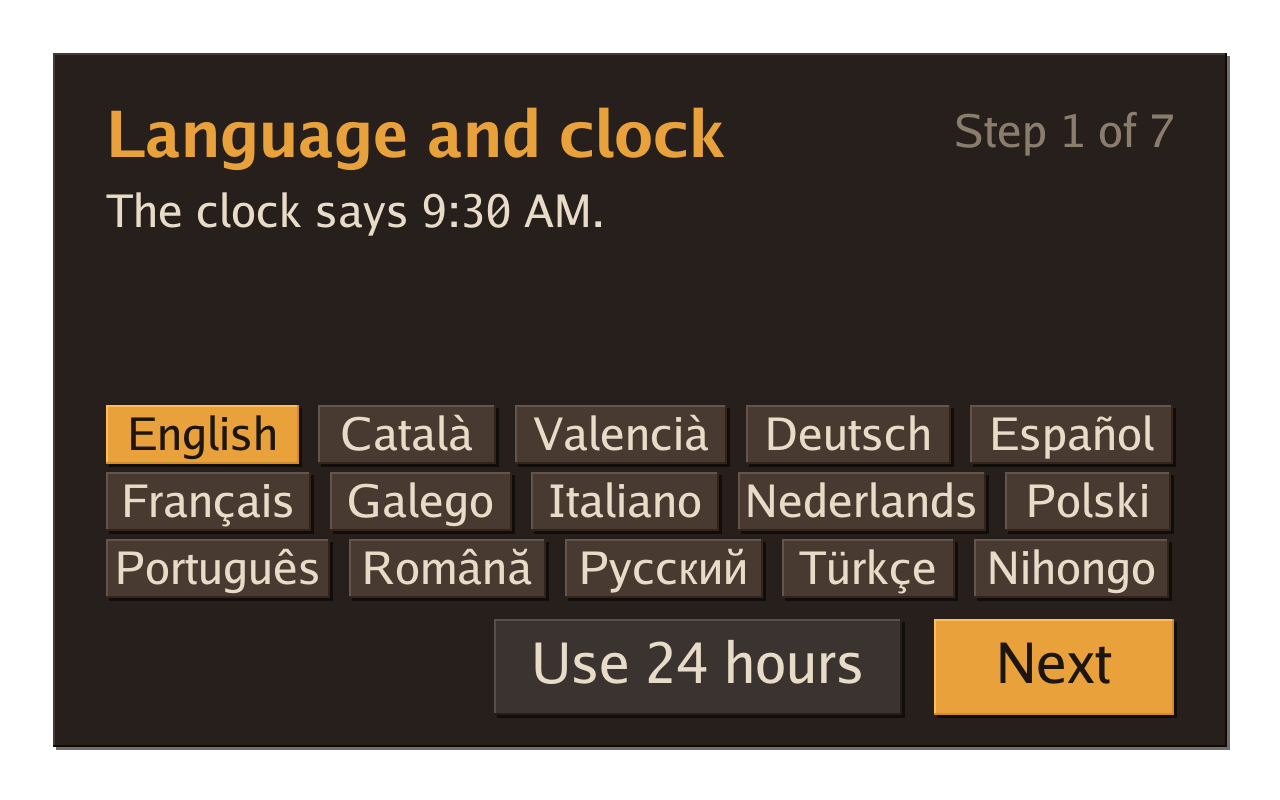 Language and clock
Step 1 of 7
The clock says 9:30 AM.
English Català Valencià Deutsch Español
Français Galego Italiano Nederlands Polski
Português Română Русский Türkçe Nihongo
Use 24 hours Next